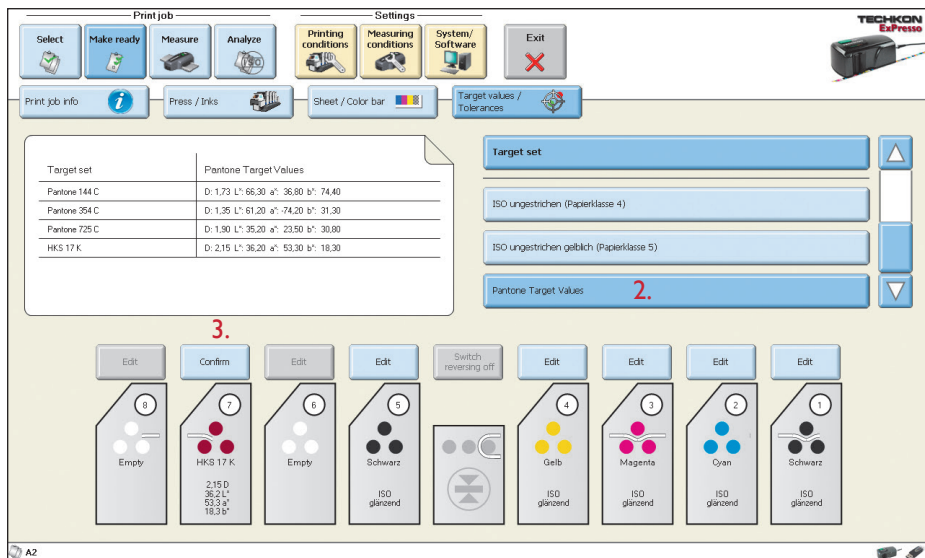 Print job
Settings
Select
Make ready
Measure
Analyze
Printing
conditions
Measuring
conditions
System/
Software
Exit
TECHKON
ExPresso
Print job info
Press / Inks
Sheet / Color bar
Target values /
Tolerances
Target set Pantone Target Values
Pantone 144 C D: 1,73 L*: 66,30 a*: 36,80 b*: 74,40
Pantone 354 C D: 1,35 L*: 61,20 a*: -74,20 b*: 31,30
Pantone 725 C D: 1,90 L*: 35,20 a*: 23,50 b*: 30,80
HKS 17 K D: 2,15 L*: 36,20 a*: 53,30 b*: 18,30
Target set
ISO ungestrichen (Papierklasse 4)
ISO ungestrichen gelblich (Papierklasse 5)
Pantone Target Values 2.
3.
Edit
Confirm
Edit
Edit
Switch
reversing off
Edit
Edit
Edit
Edit
8
Empty
7
HKS 17 K
2,15 D
36,2 L*
53,3 a*
18,3 b*
6
Empty
5
Schwarz
ISO
glänzend
4
Gelb
ISO
glänzend
3
Magenta
ISO
glänzend
2
Cyan
ISO
glänzend
1
Schwarz
ISO
glänzend
A2